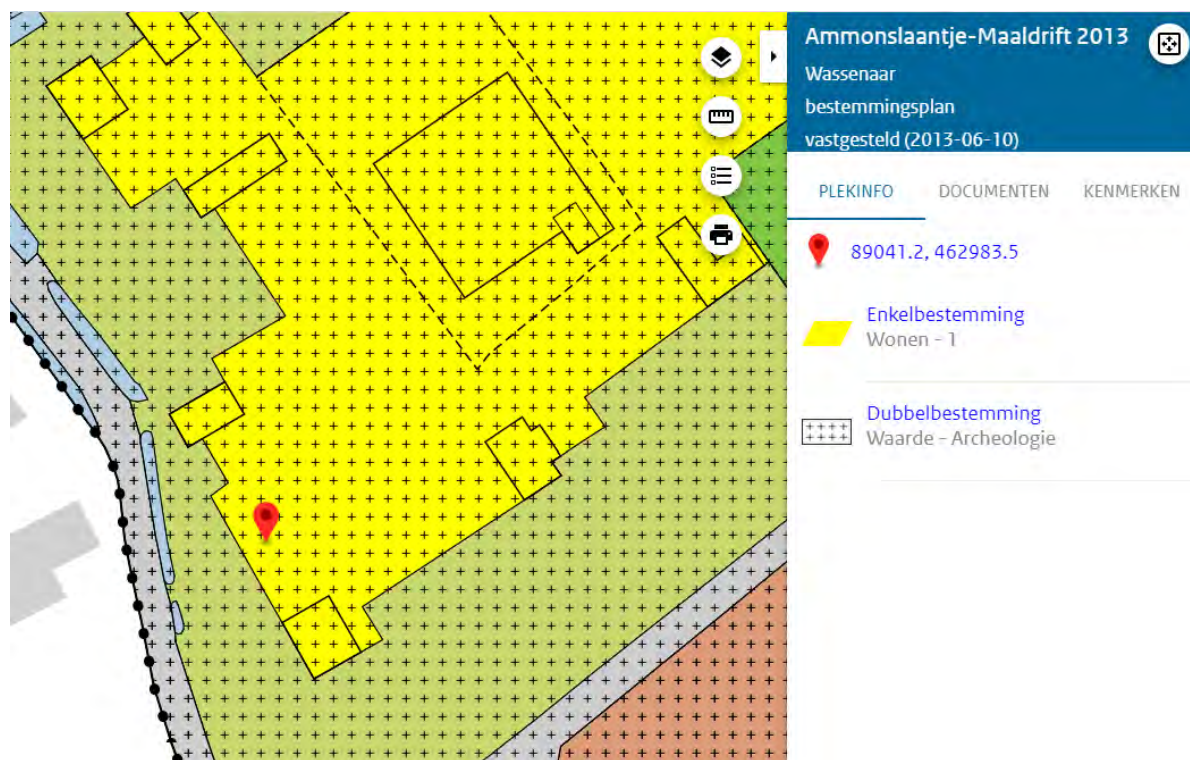 Ammonslaantje-Maaldrift 2013
Wassenaar
bestemmingsplan
vastgesteld (2013-06-10)
PLEKINFO DOCUMENTEN KENMERKEN
89041.2, 462983.5
Enkelbestemming
Wonen - 1
Dubbelbestemming
Waarde - Archeologie